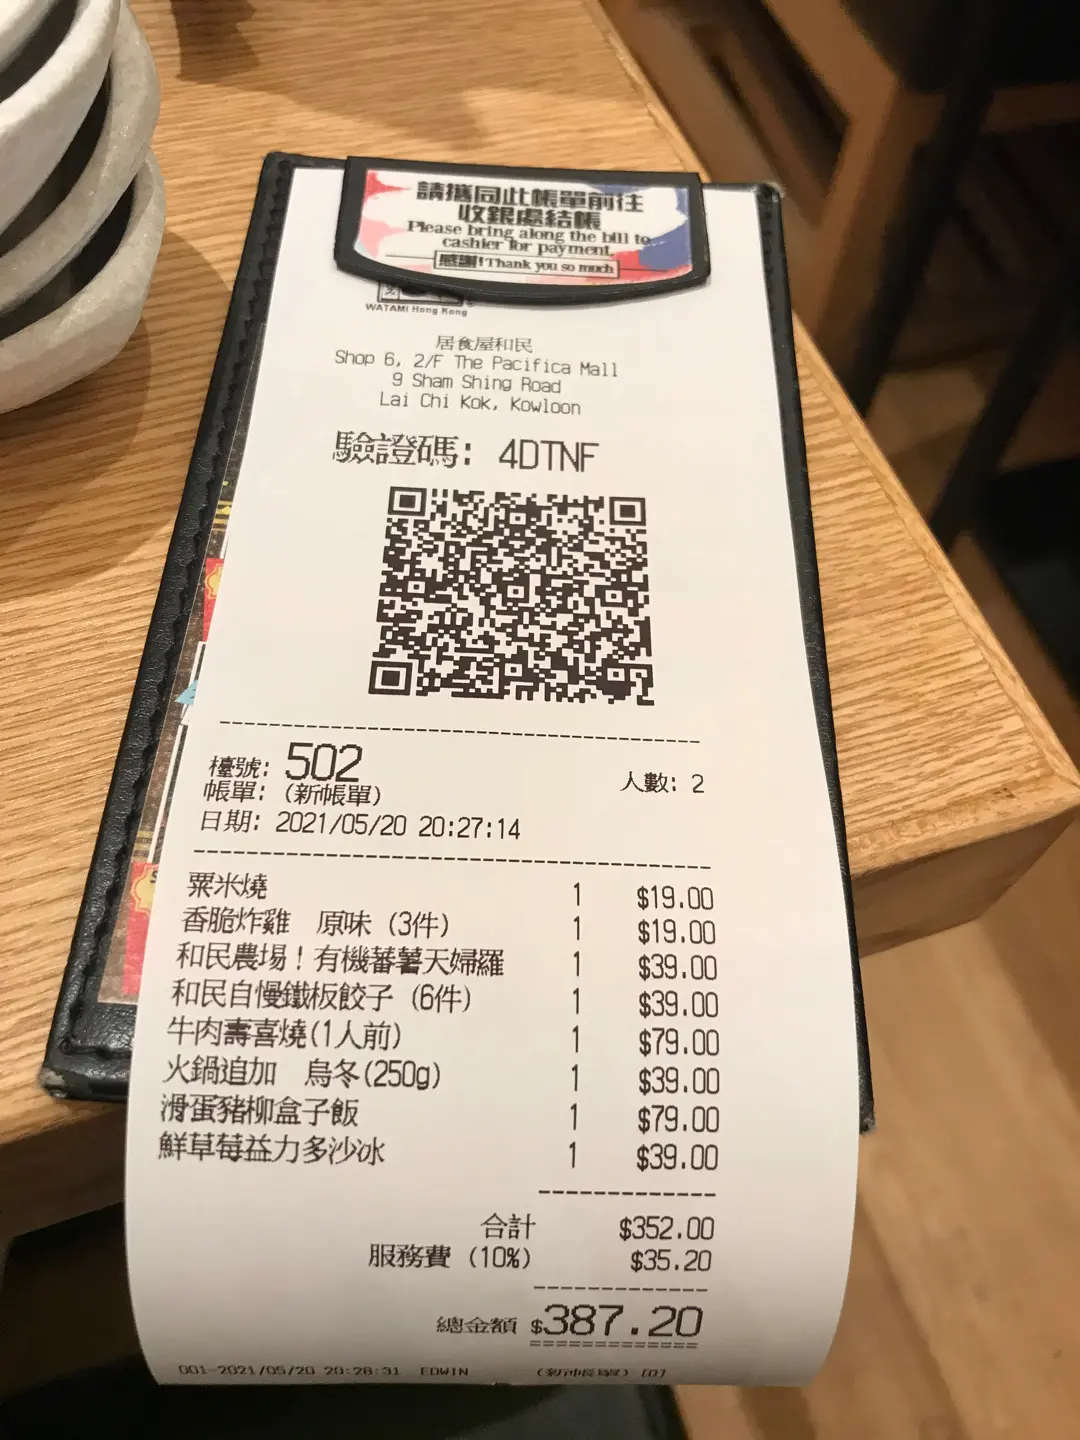 請攜同此帳單前往
收銀處結帳
Please bring along the bill to
cashier for payment
感謝!Thank you so much
WATAMI Hong Kong
居食屋和民
Shop 6, 2/F The Pacifica Mall
9 Sham Shing Road
Lai Chi Kok, Kowloon
驗證碼: 4DTNF
檯號: 502 人數: 2
帳單: (新帳單)
日期: 2021/05/20 20:27:14
粟米燒 1 $19.00
香脆炸雞 原味 (3件) 1 $19.00
和民農場!有機蕃薯天婦羅 1 $39.00
和民自慢鐵板餃子 (6件) 1 $39.00
牛肉壽喜燒(1人前) 1 $79.00
火鍋追加 烏冬(250g) 1 $39.00
滑蛋豬柳盒子飯 1 $79.00
鮮草莓益力多沙冰 1 $39.00
合計 $352.00
服務費 (10%) $35.20
總金額 $387.20
001-2021/05/20 20:28:31 EDWIN (新帳單) [0]